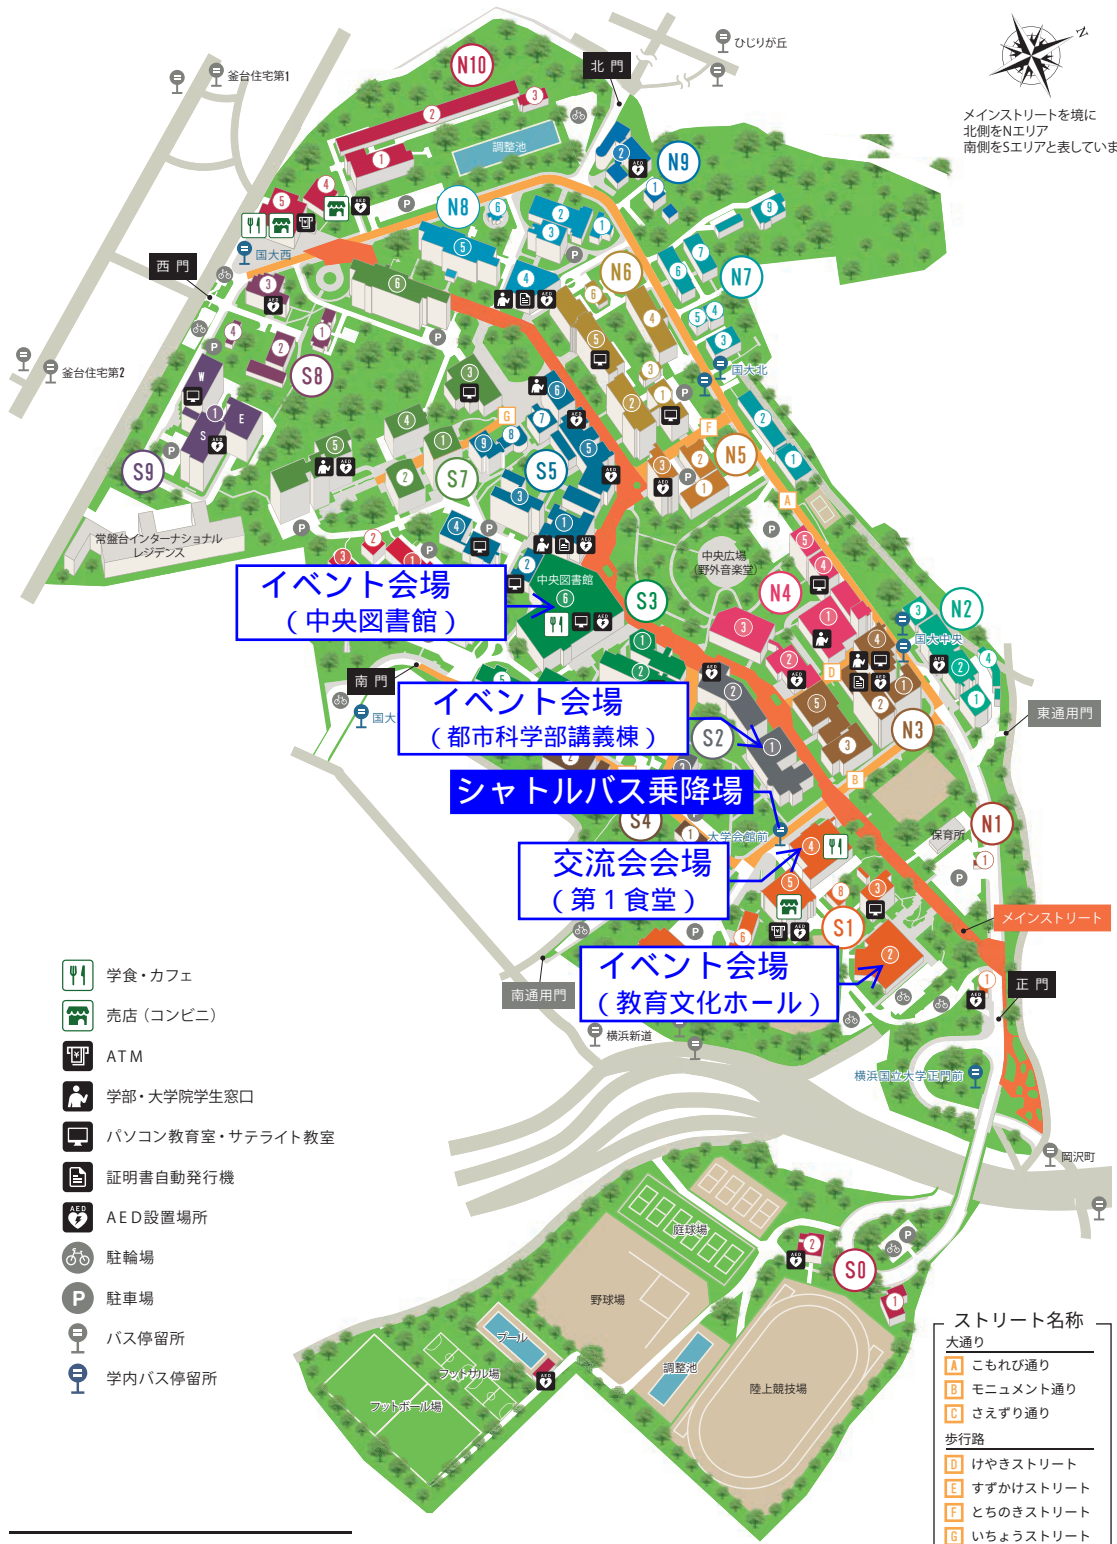 ひじりが丘
釜台住宅第1
北門
N10
N
メインストリートを境に
北側をNエリア
南側をSエリアと表していま
調整池
N9
N8
国大西
西門
N6
N7
国大北
釜台住宅第2
S8
G
F
N5
S9
W
E
S
S7
S5
A
常盤台インターナショナル
レジデンス
中央広場
(野外音楽堂)
中央図書館
イベント会場
(中央図書館)
S3
N4
N2
国大中央
D
南門
国大
イベント会場
(都市科学部講義棟)
S2
N3
東通用門
B
シャトルバス乗降場
S4
大学会館前
N1
保育所
交流会会場
(第1食堂)
S1
メインストリート
イベント会場
(教育文化ホール)
南通用門
正門
横浜新道
横浜国立大学正門前
岡沢町
学食・カフェ
売店(コンビニ)
ATM
学部・大学院学生窓口
パソコン教育室・サテライト教室
証明書自動発行機
AED
AED設置場所
駐輪場
P
駐車場
バス停留所
学内バス停留所
庭球場
S0
野球場
プール
フットサル場
調整池
フットボール場
陸上競技場
ストリート名称
大通り
A こもれび通り
B モニュメント通り
C さえずり通り
歩行路
D けやきストリート
E すずかけストリート
F とちのきストリート
G いちょうストリート